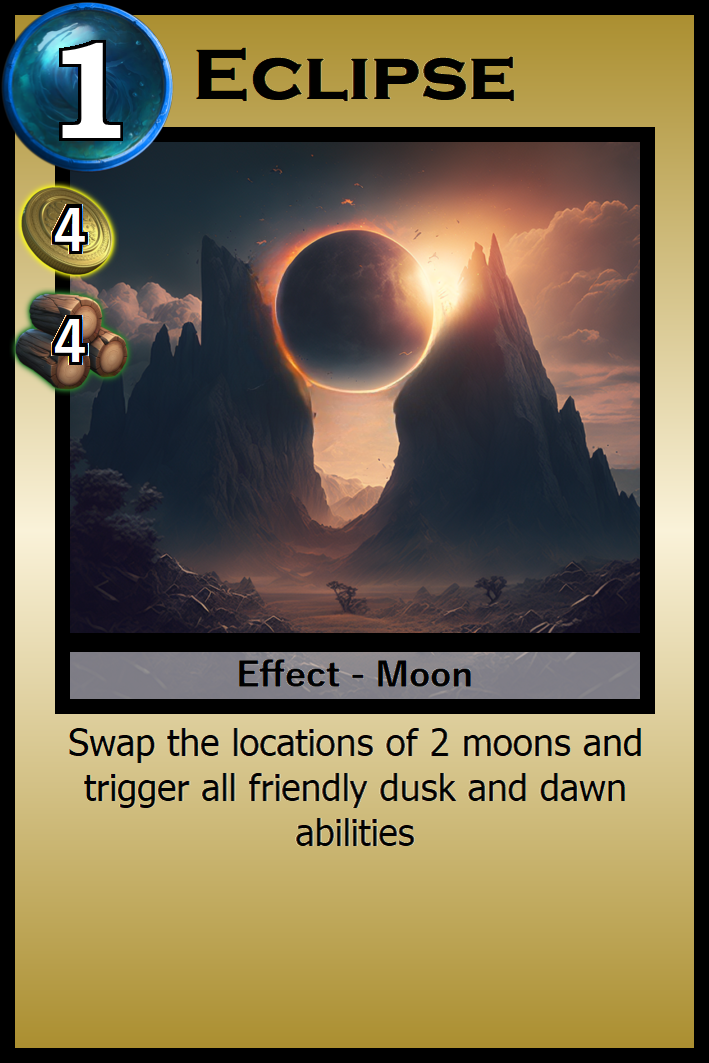 1
Eclipse
4
4
Effect - Moon
Swap the locations of 2 moons and
trigger all friendly dusk and dawn
abilities